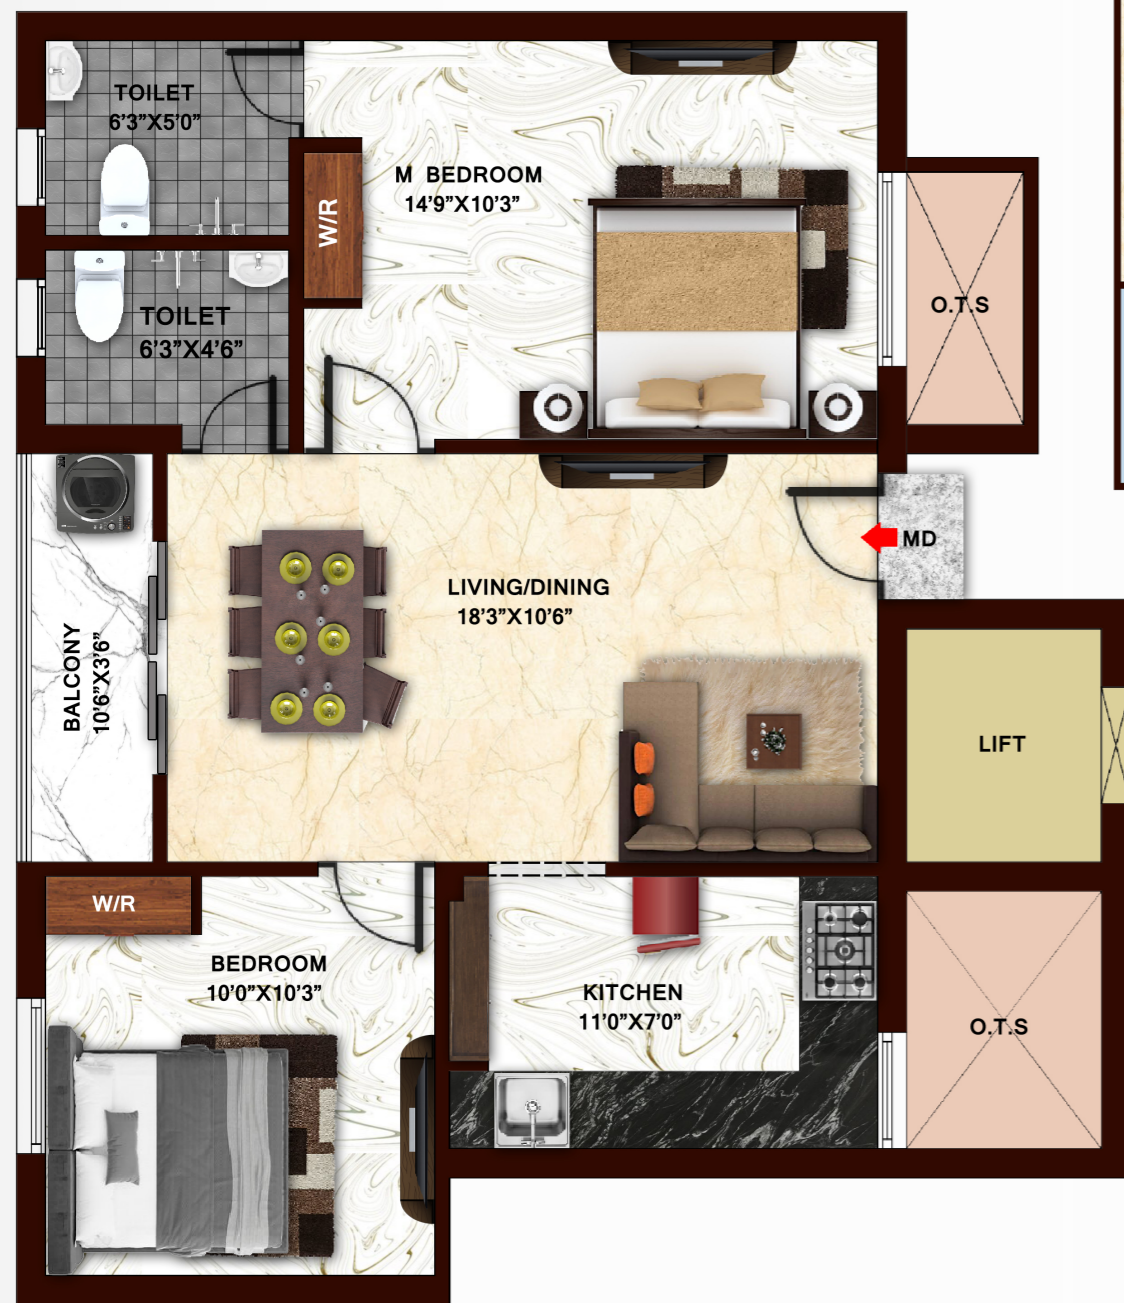 TOILET
6'3"X5'0"
M BEDROOM
14'9"X10'3"
W/R
TOILET
6'3"X4'6"
O.T.S
MD
LIVING/DINING
18'3"X10'6"
BALCONY
10'6"X3'6"
LIFT
W/R
BEDROOM
10'0"X10'3"
KITCHEN
11'0"X7'0"
O.T.S